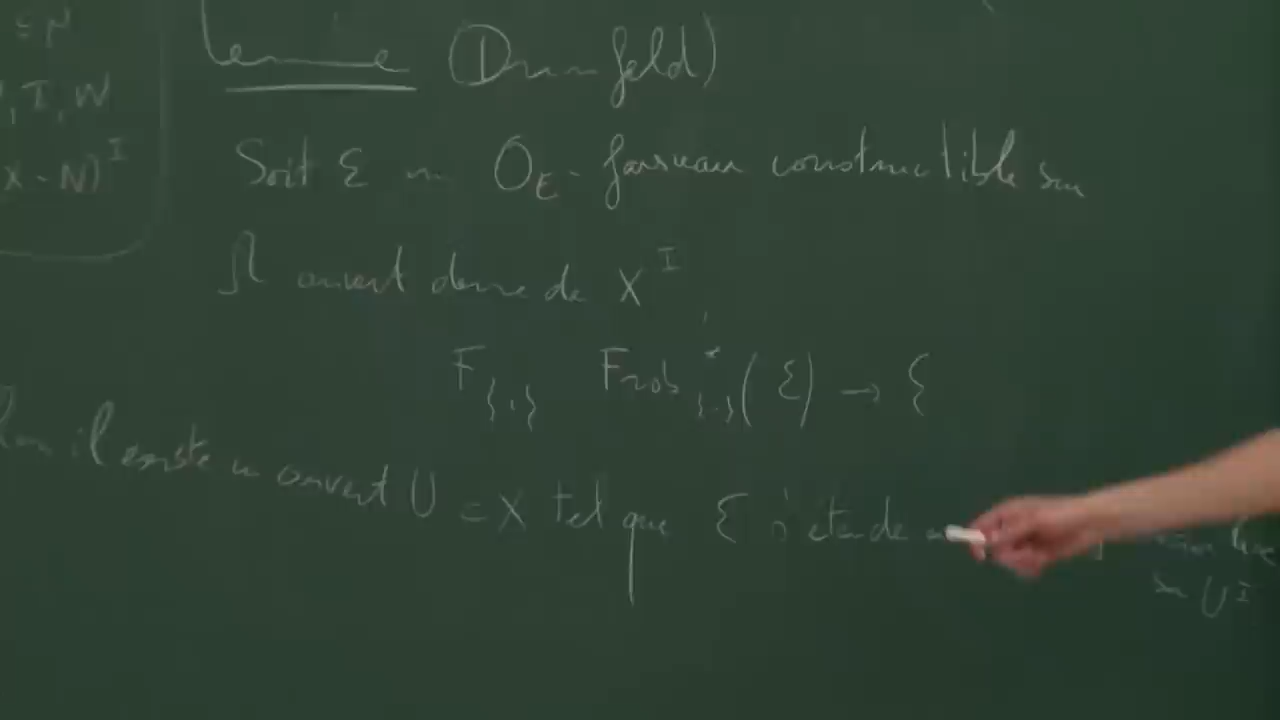 ≤ μ
, I, W
X - N)^I
Lemme (Drinfeld)
Soit ℰ un O_E-faisceau constructible sur
Ω ouvert dense de X^I
F_{i} Frob*_{i}(ℰ) → ℰ
il existe un ouvert U ⊂ X tel que ℰ s'étende en
sur U^I